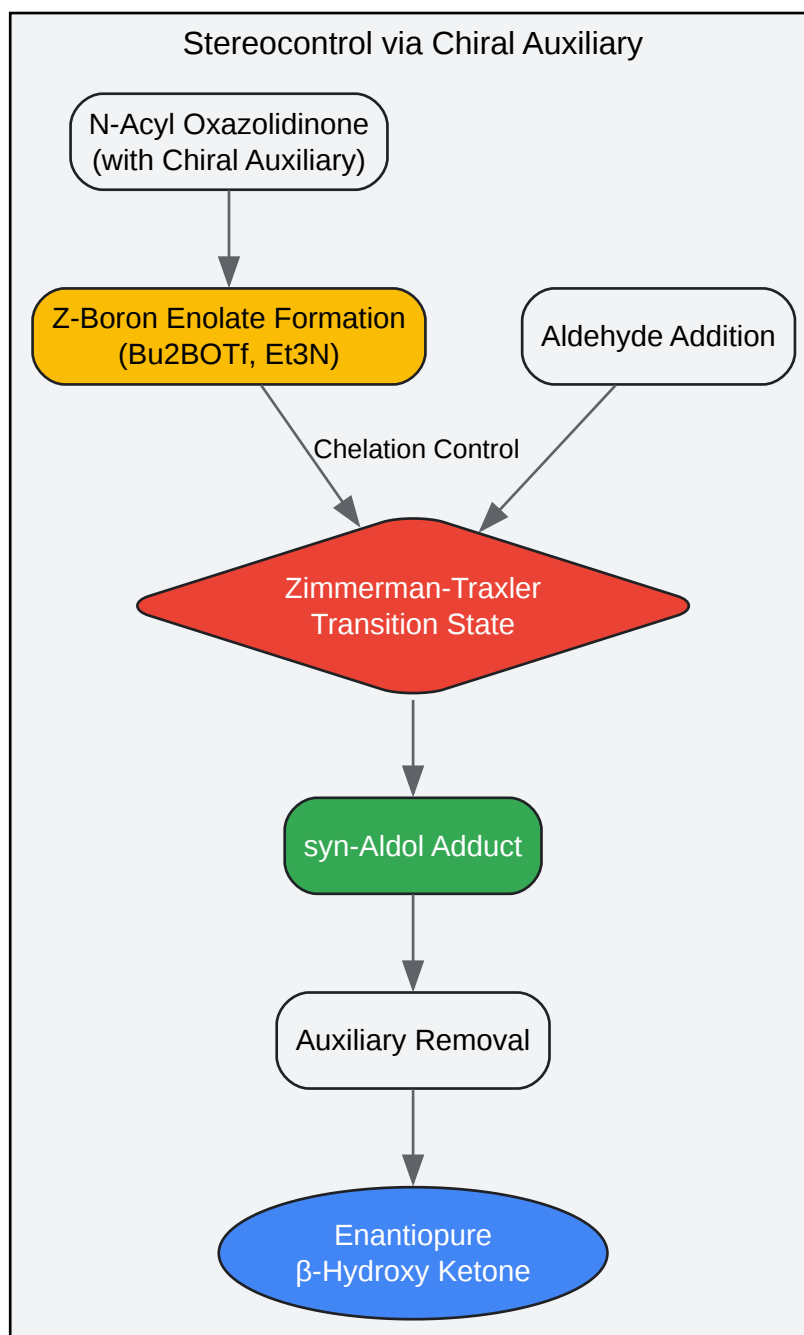 Stereocontrol via Chiral Auxiliary
N-Acyl Oxazolidinone
(with Chiral Auxiliary)
Z-Boron Enolate Formation
(Bu2BOTf, Et3N)
Aldehyde Addition
Chelation Control
Zimmerman-Traxler
Transition State
syn-Aldol Adduct
Auxiliary Removal
Enantiopure
β-Hydroxy Ketone